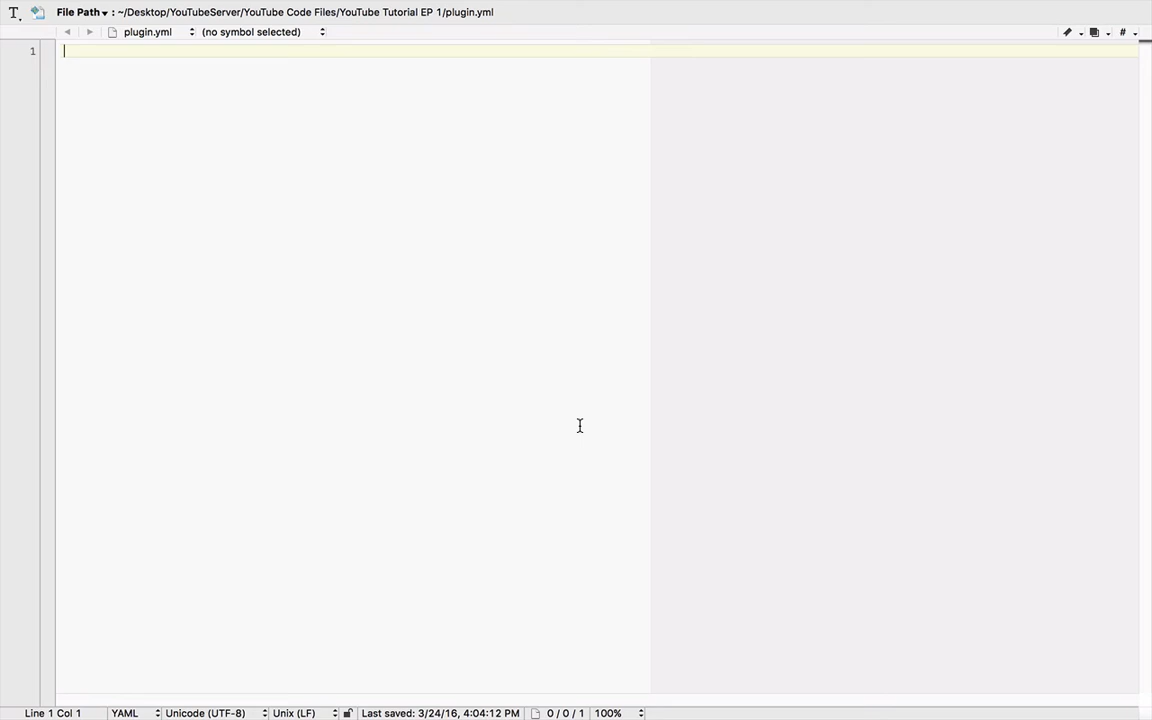 File Path ▾ : ~/Desktop/YouTubeServer/YouTube Code Files/YouTube Tutorial EP 1/plugin.yml
plugin.yml (no symbol selected) #
1
Line 1 Col 1 YAML Unicode (UTF-8) Unix (LF) Last saved: 3/24/16, 4:04:12 PM 0 / 0 / 1 100%